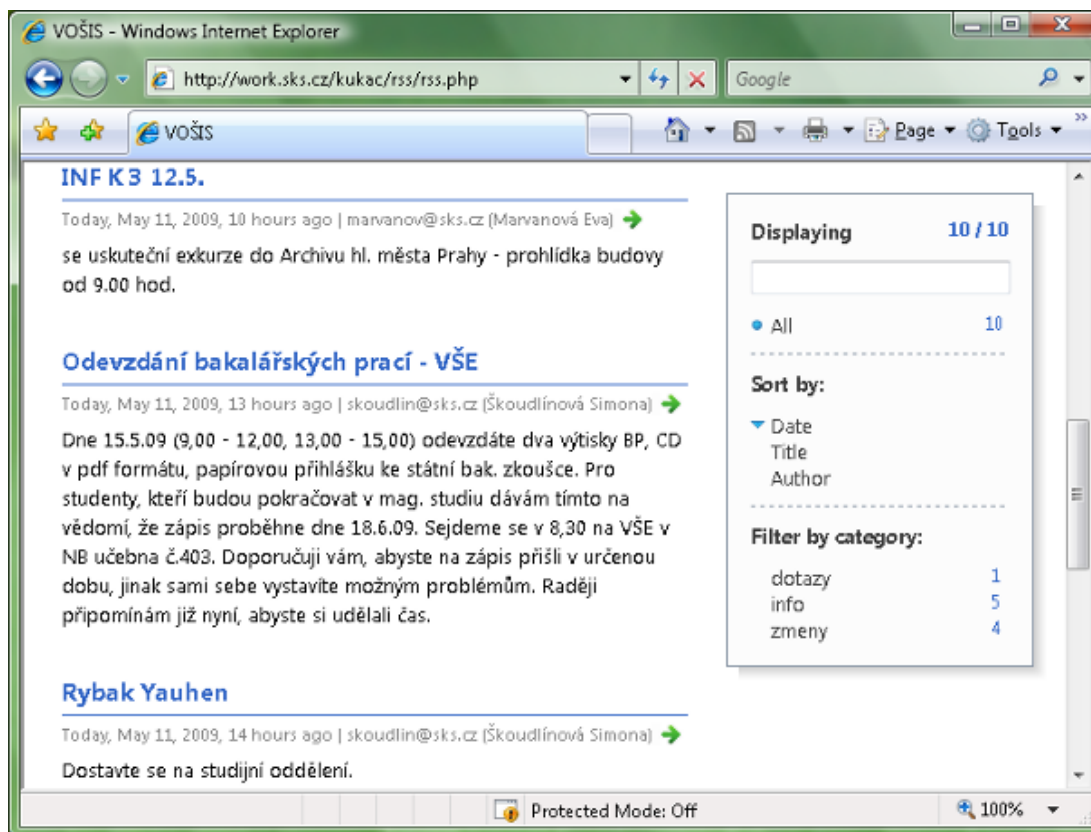 VOŠIS - Windows Internet Explorer
http://work.sks.cz/kukac/rss/rss.php
Google
VOŠIS
Page
Tools
INF K3 12.5.
Today, May 11, 2009, 10 hours ago | marvanov@sks.cz (Marvanová Eva)
se uskuteční exkurze do Archivu hl. města Prahy - prohlídka budovy
od 9.00 hod.
Odevzdání bakalářských prací - VŠE
Today, May 11, 2009, 13 hours ago | skoudlin@sks.cz (Škoudlínová Simona)
Dne 15.5.09 (9,00 - 12,00, 13,00 - 15,00) odevzdáte dva výtisky BP, CD
v pdf formátu, papírovou přihlášku ke státní bak. zkoušce. Pro
studenty, kteří budou pokračovat v mag. studiu dávám tímto na
vědomí, že zápis proběhne dne 18.6.09. Sejdeme se v 8,30 na VŠE v
NB učebna č.403. Doporučuji vám, abyste na zápis přišli v určenou
dobu, jinak sami sebe vystavíte možným problémům. Raději
připomínám již nyní, abyste si udělali čas.
Rybak Yauhen
Today, May 11, 2009, 14 hours ago | skoudlin@sks.cz (Škoudlínová Simona)
Dostavte se na studijní oddělení.
Displaying 10 / 10
All 10
Sort by:
Date
Title
Author
Filter by category:
dotazy 1
info 5
zmeny 4
Protected Mode: Off
100%